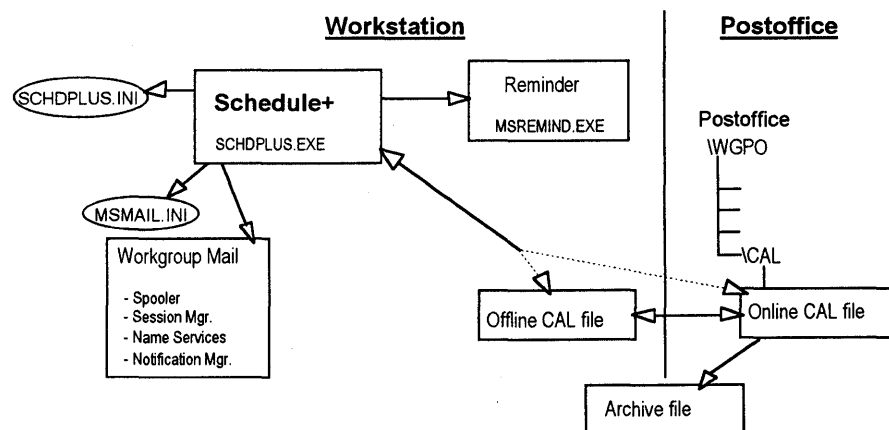 Workstation
Postoffice
SCHDPLUS.INI
Schedule+
SCHDPLUS.EXE
Reminder
MSREMIND.EXE
Postoffice
\WGPO
\CAL
MSMAIL.INI
Workgroup Mail
- Spooler
- Session Mgr.
- Name Services
- Notification Mgr.
Offline CAL file
Online CAL file
Archive file